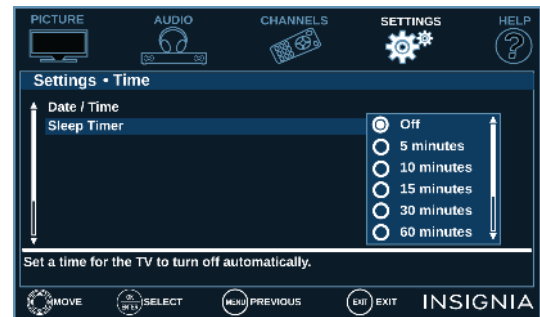 PICTURE AUDIO CHANNELS SETTINGS HELP
Settings • Time
Date / Time
Sleep Timer
Off
5 minutes
10 minutes
15 minutes
30 minutes
60 minutes
Set a time for the TV to turn off automatically.
MOVE OK ENTER SELECT MENU PREVIOUS EXIT EXIT INSIGNIA